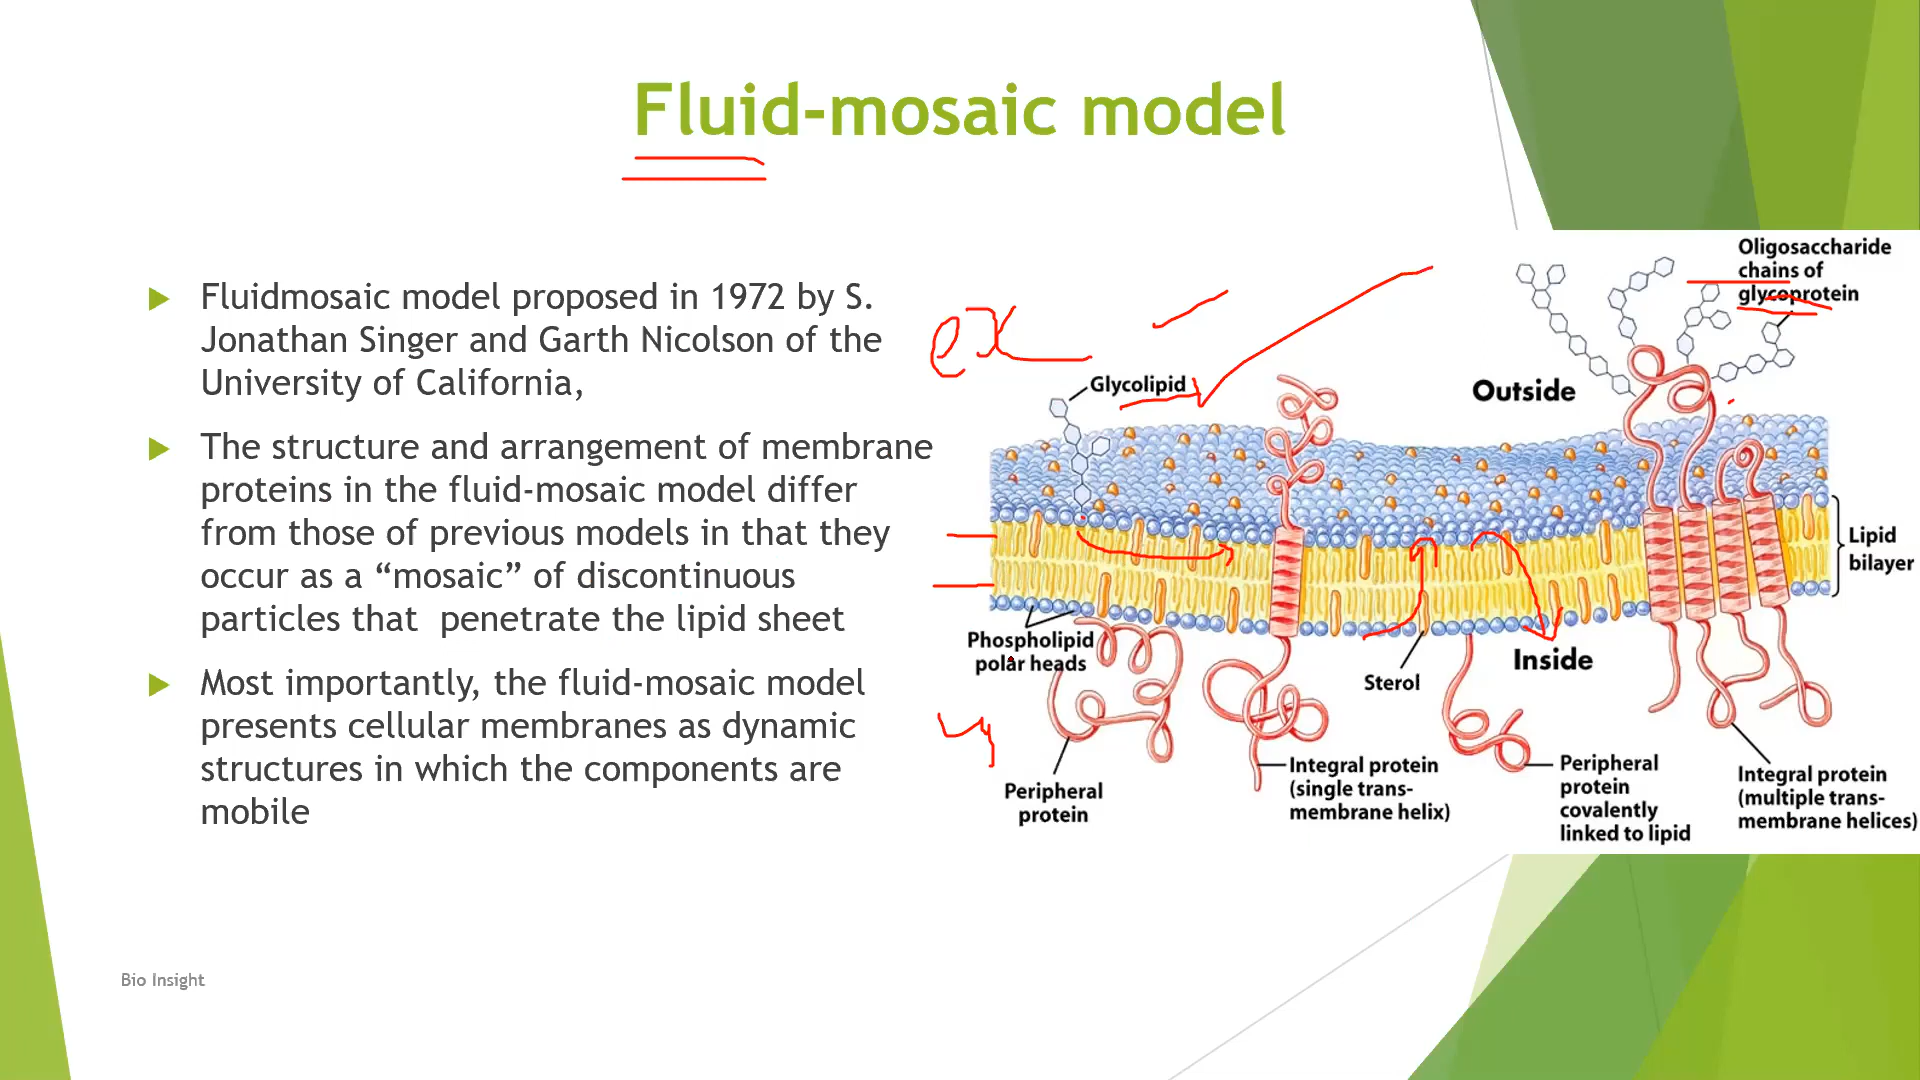 Fluid-mosaic model
Fluidmosaic model proposed in 1972 by S.
Jonathan Singer and Garth Nicolson of the
University of California,
The structure and arrangement of membrane
proteins in the fluid-mosaic model differ
from those of previous models in that they
occur as a “mosaic” of discontinuous
particles that  penetrate the lipid sheet
Most importantly, the fluid-mosaic model
presents cellular membranes as dynamic
structures in which the components are
mobile
ex
Oligosaccharide
chains of
glycoprotein
Glycolipid
Outside
Lipid
bilayer
Phospholipid
polar heads
Sterol
Inside
Peripheral
protein
Integral protein
(single trans-
membrane helix)
Peripheral
protein
covalently
linked to lipid
Integral protein
(multiple trans-
membrane helices)
Bio Insight